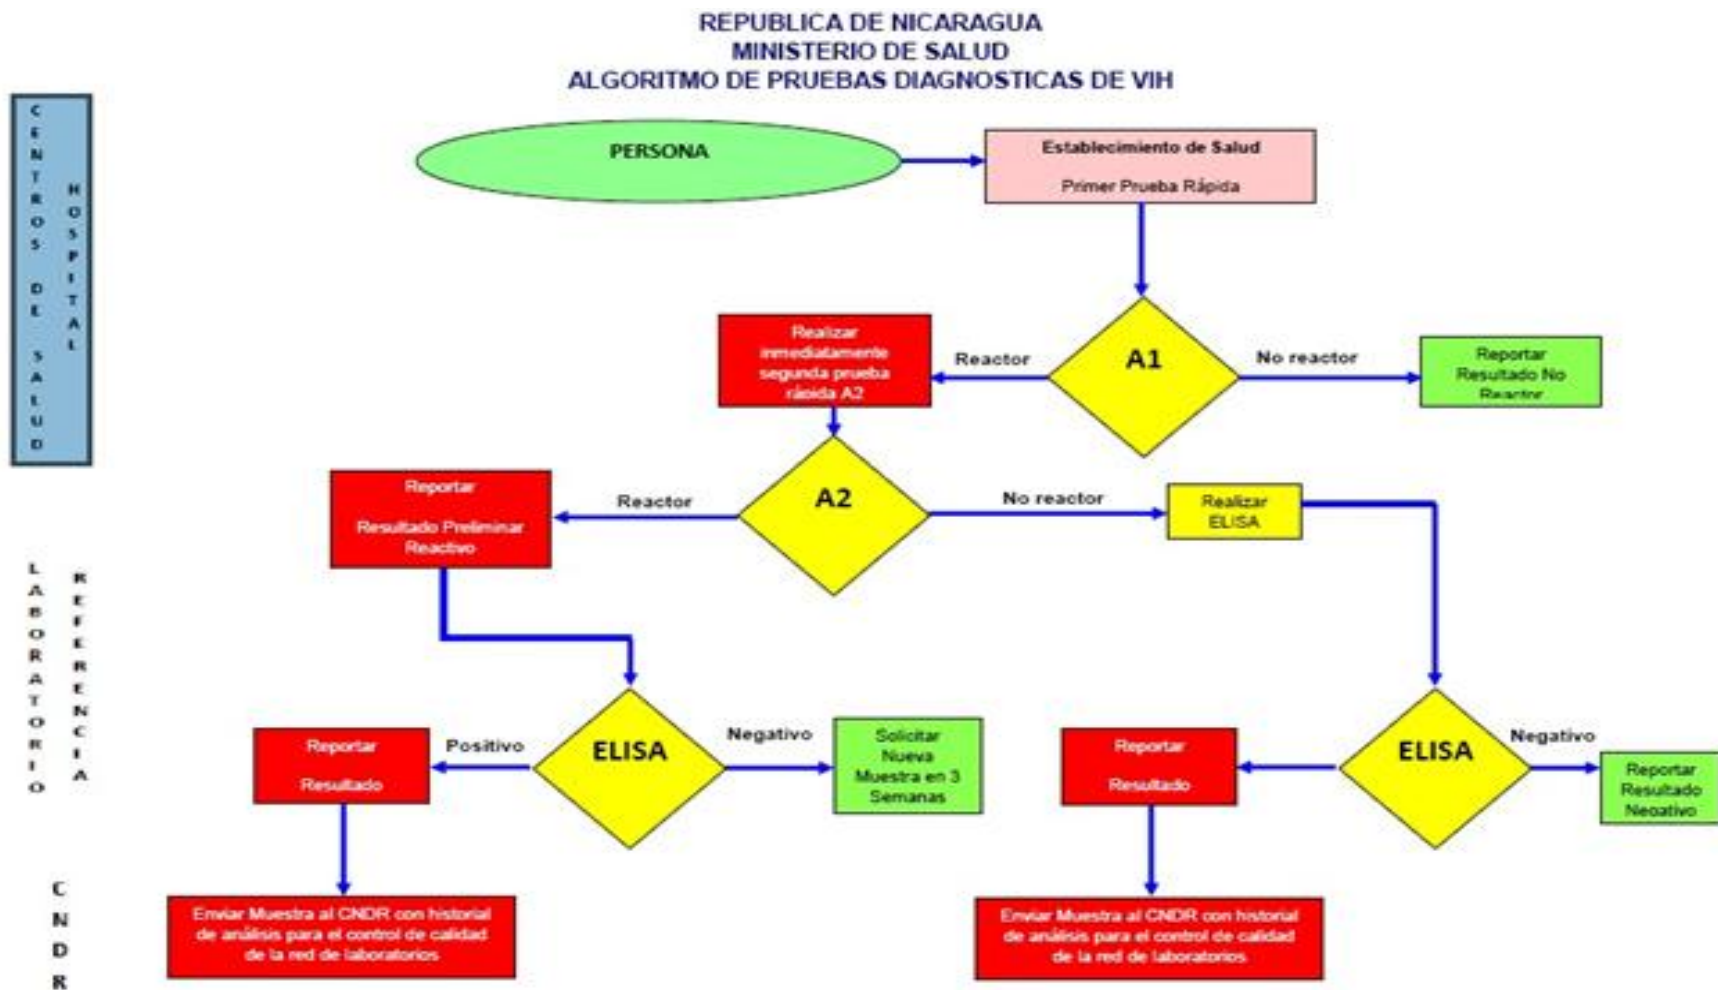 REPUBLICA DE NICARAGUA
MINISTERIO DE SALUD
ALGORITMO DE PRUEBAS DIAGNOSTICAS DE VIH
CENTROS DE SALUD
HOSPITAL
PERSONA
Establecimiento de Salud
Primer Prueba Rápida
A1
Reactor
No reactor
Realizar
inmediatamente
segunda prueba
rápida A2
Reportar
Resultado No
Reactor
A2
Reactor
No reactor
Reportar
Resultado Preliminar
Reactivo
Realizar
ELISA
LABORATORIO
REFERENCIA
ELISA
Positivo
Negativo
Reportar
Resultado
Solicitar
Nueva
Muestra en 3
Semanas
ELISA
Negativo
Reportar
Resultado
Reportar
Resultado
Negativo
CNDR
Enviar Muestra al CNDR con historial
de análisis para el control de calidad
de la red de laboratorios
Enviar Muestra al CNDR con historial
de análisis para el control de calidad
de la red de laboratorios